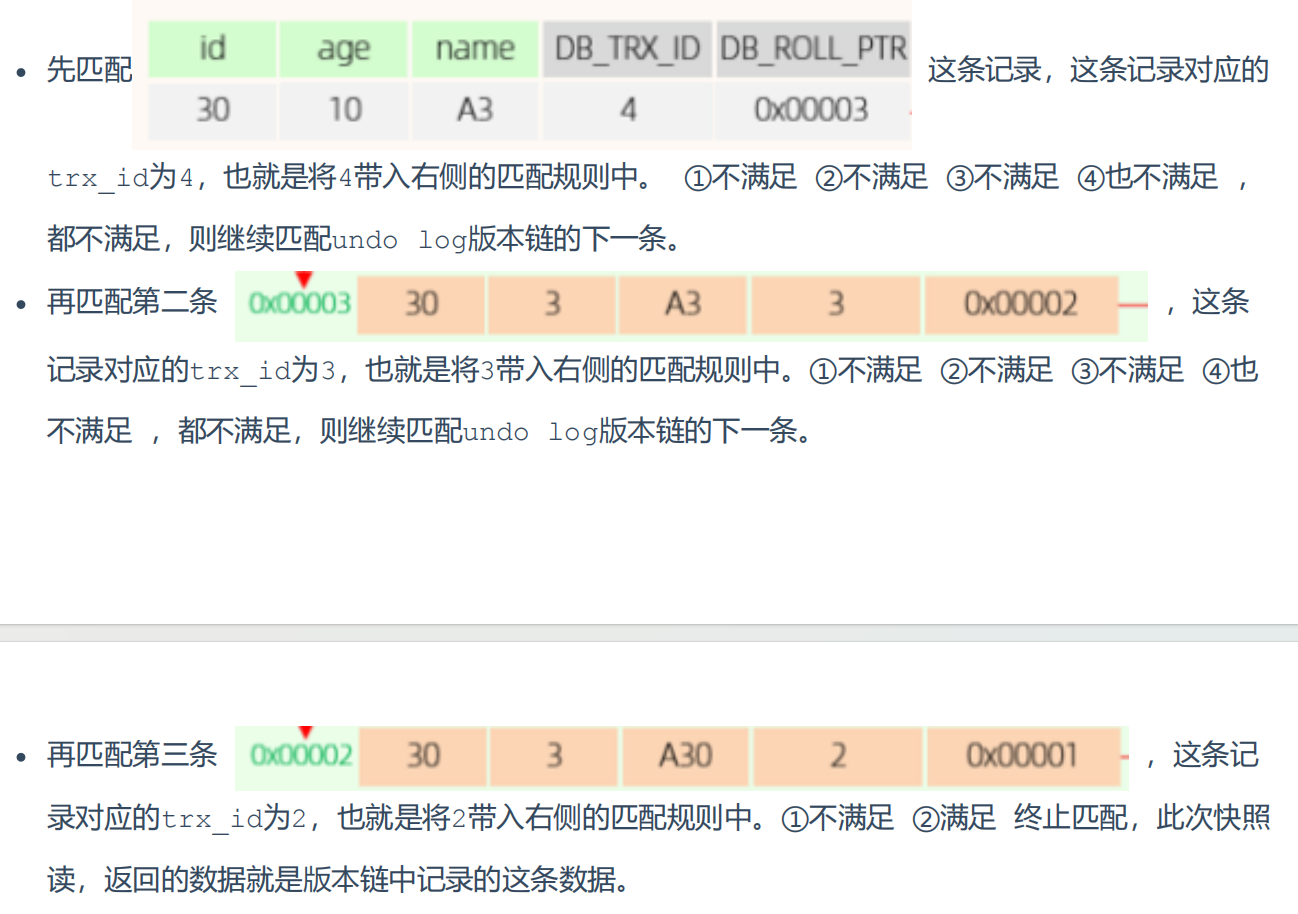 id age name DB_TRX_ID DB_ROLL_PTR
• 先匹配 这条记录，这条记录对应的
30 10 A3 4 0x00003
trx_id为4，也就是将4带入右侧的匹配规则中。 ①不满足 ②不满足 ③不满足 ④也不满足 ，
都不满足，则继续匹配undo log版本链的下一条。
• 再匹配第二条 0x00003 30 3 A3 3 0x00002 ，这条
记录对应的trx_id为3，也就是将3带入右侧的匹配规则中。①不满足 ②不满足 ③不满足 ④也
不满足 ，都不满足，则继续匹配undo log版本链的下一条。
• 再匹配第三条 0x00002 30 3 A30 2 0x00001 ，这条记
录对应的trx_id为2，也就是将2带入右侧的匹配规则中。①不满足 ②满足 终止匹配，此次快照
读，返回的数据就是版本链中记录的这条数据。